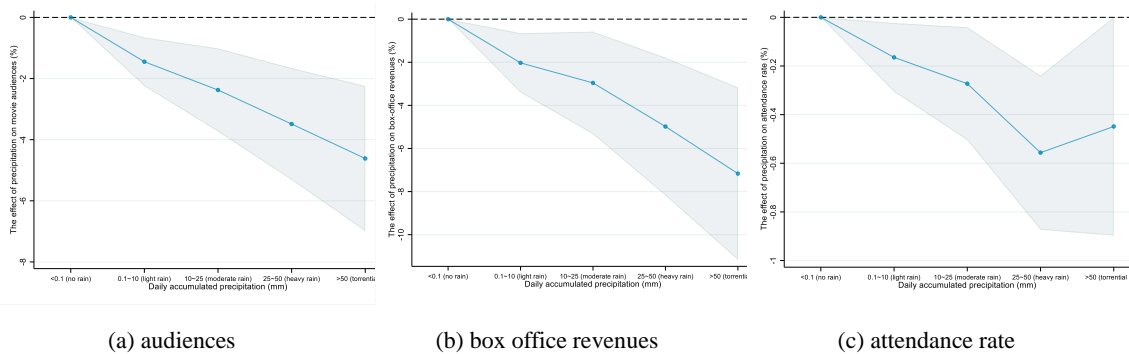 The effect of precipitation on movie audiences (%)
0
-2
-4
-6
-8
<0.1 (no rain) 0.1~10 (light rain) 10~25 (moderate rain) 25~50 (heavy rain) >50 (torrential
Daily accumulated precipitation (mm)
(a) audiences
The effect of precipitation on box-office revenues (%)
0
-2
-4
-6
-8
-10
<0.1 (no rain) 0.1~10 (light rain) 10~25 (moderate rain) 25~50 (heavy rain) >50 (torrential
Daily accumulated precipitation (mm)
(b) box office revenues
The effect of precipitation on attendance rate (%)
0
-0.2
-0.4
-0.6
-0.8
-1
<0.1 (no rain) 0.1~10 (light rain) 10~25 (moderate rain) 25~50 (heavy rain) >50 (torrential
Daily accumulated precipitation (mm)
(c) attendance rate